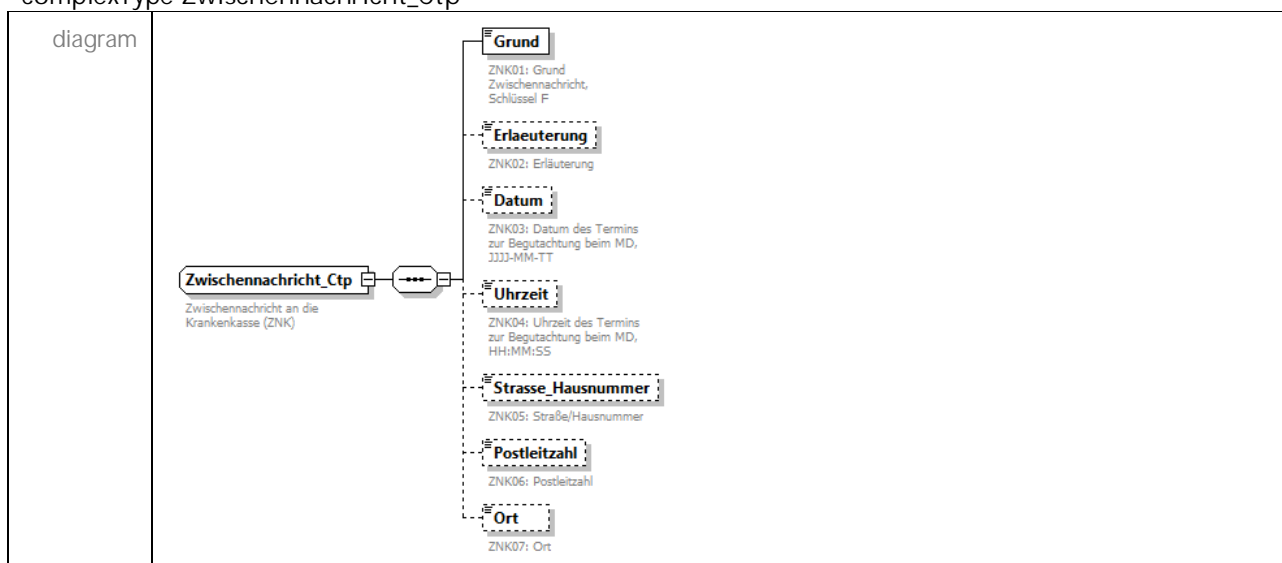 complexType Zwischennachricht_Ctp
diagram
Grund
ZNK01: Grund
Zwischennachricht,
Schlüssel F
Erlaeuterung
ZNK02: Erläuterung
Datum
ZNK03: Datum des Termins
zur Begutachtung beim MD,
JJJJ-MM-TT
Zwischennachricht_Ctp
Zwischennachricht an die
Krankenkasse (ZNK)
Uhrzeit
ZNK04: Uhrzeit des Termins
zur Begutachtung beim MD,
HH:MM:SS
Strasse_Hausnummer
ZNK05: Straße/Hausnummer
Postleitzahl
ZNK06: Postleitzahl
Ort
ZNK07: Ort